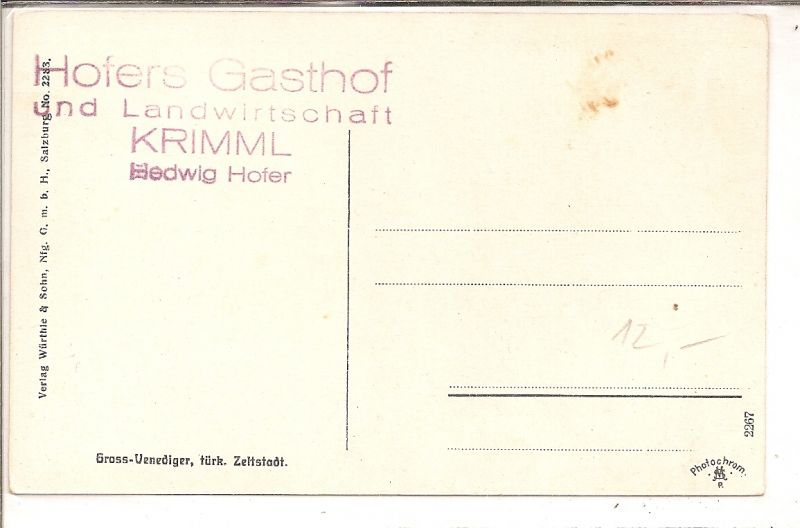 Hofers Gasthof
und Landwirtschaft
KRIMML
Hedwig Hofer
Verlag Würthle & Sohn, Nfg. G. m. b. H., Salzburg No. 2283.
12,-
2267
Gross-Venediger, türk. Zeltstadt.
Photochrom.
P.